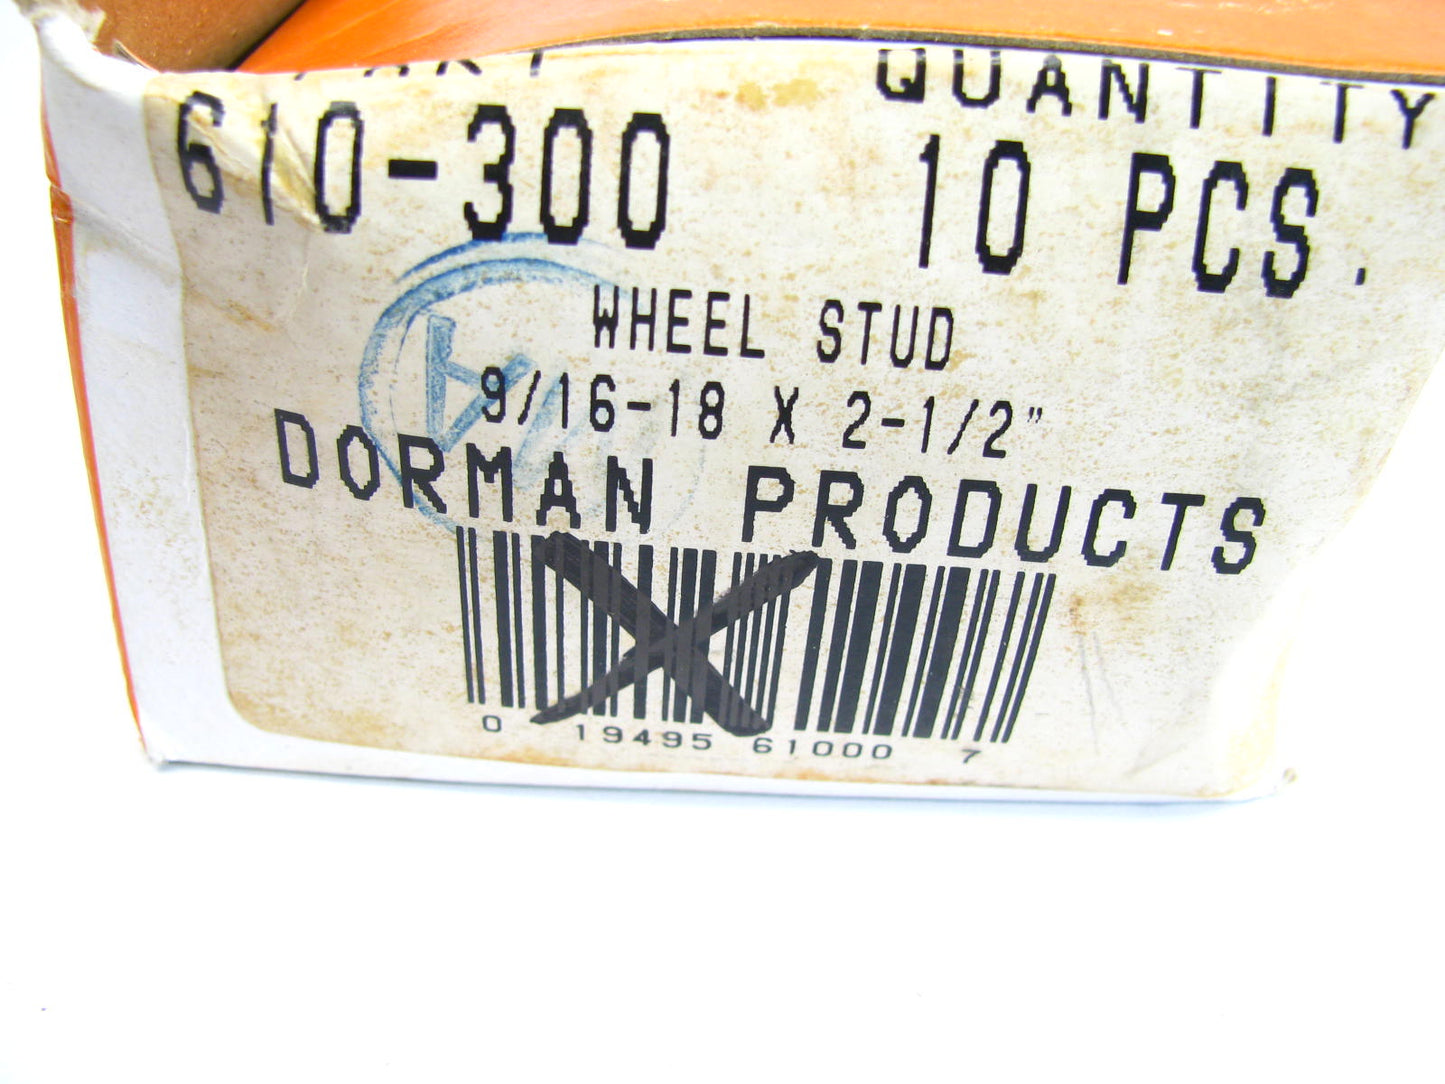 PART QUANTITY
610-300 10 PCS.
WHEEL STUD
9/16-18 X 2-1/2"
DORMAN PRODUCTS
0 19495 61000 7